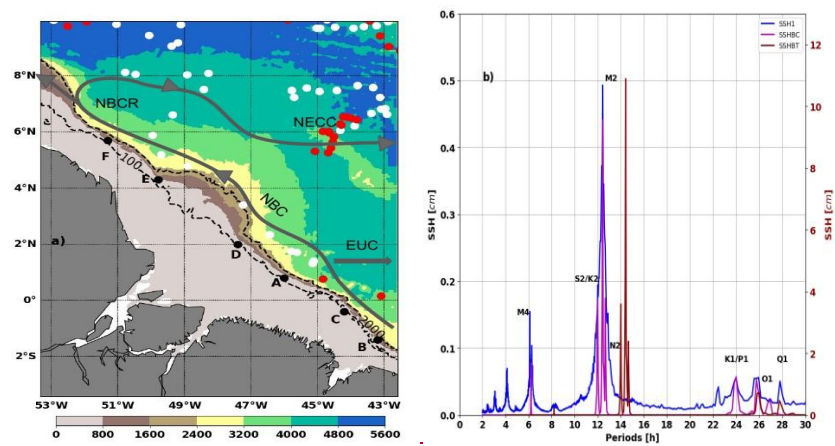 8°N
6°N
4°N
2°N
0°
2°S
53°W
51°W
49°W
47°W
45°W
43°W
NBCR
NECC
NBC
EUC
F
100
E
a)
D
A
C
2000
B
0
800
1600
2400
3200
4000
4800
5600
b)
SSH1
SSHBC
SSHBT
M2
S2/K2
M4
N2
K1/P1
O1
Q1
SSH [cm]
0.6
0.5
0.4
0.3
0.2
0.1
0.0
0
2
4
6
8
10
12
14
16
18
20
22
24
26
28
30
Periods [h]
12
10
8
6
4
2
0
SSH [cm]